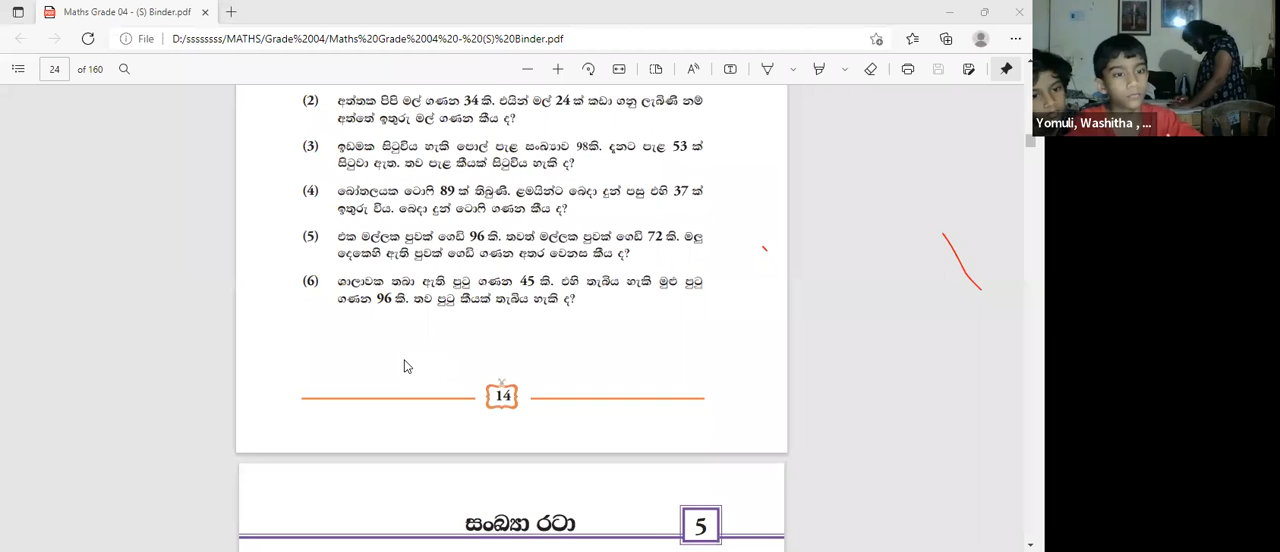 Maths Grade 04 - (S) Binder.pdf
File
D:/ssssssss/MATHS/Grade%2004/Maths%20Grade%2004%20-%20(S)%20Binder.pdf
24 of 160
Yomuli, Washitha , ...
(2) අත්තක පිපි මල් ගණන 34 කි. එයින් මල් 24 ක් කඩා ගනු ලැබිණි නම්
අත්තේ ඉතුරු මල් ගණන කීය ද?
(3) ඉඩමක සිටුවිය හැකි පොල් පැළ සංඛ්‍යාව 98කි. දැනට පැළ 53 ක්
සිටුවා ඇත. තව පැළ කීයක් සිටුවිය හැකි ද?
(4) බෝතලයක ටොෆි 89 ක් තිබුණි. ළමයින්ට බෙදා දුන් පසු එහි 37 ක්
ඉතුරු විය. බෙදා දුන් ටොෆි ගණන කීය ද?
(5) එක මල්ලක පුවක් ගෙඩි 96 කි. තවත් මල්ලක පුවක් ගෙඩි 72 කි. මලු
දෙකෙහි ඇති පුවක් ගෙඩි ගණන අතර වෙනස කීය ද?
(6) ශාලාවක තබා ඇති පුටු ගණන 45 කි. එහි තැබිය හැකි මුළු පුටු
ගණන 96 කි. තව පුටු කීයක් තැබිය හැකි ද?
14
සංඛ්‍යා රටා 5